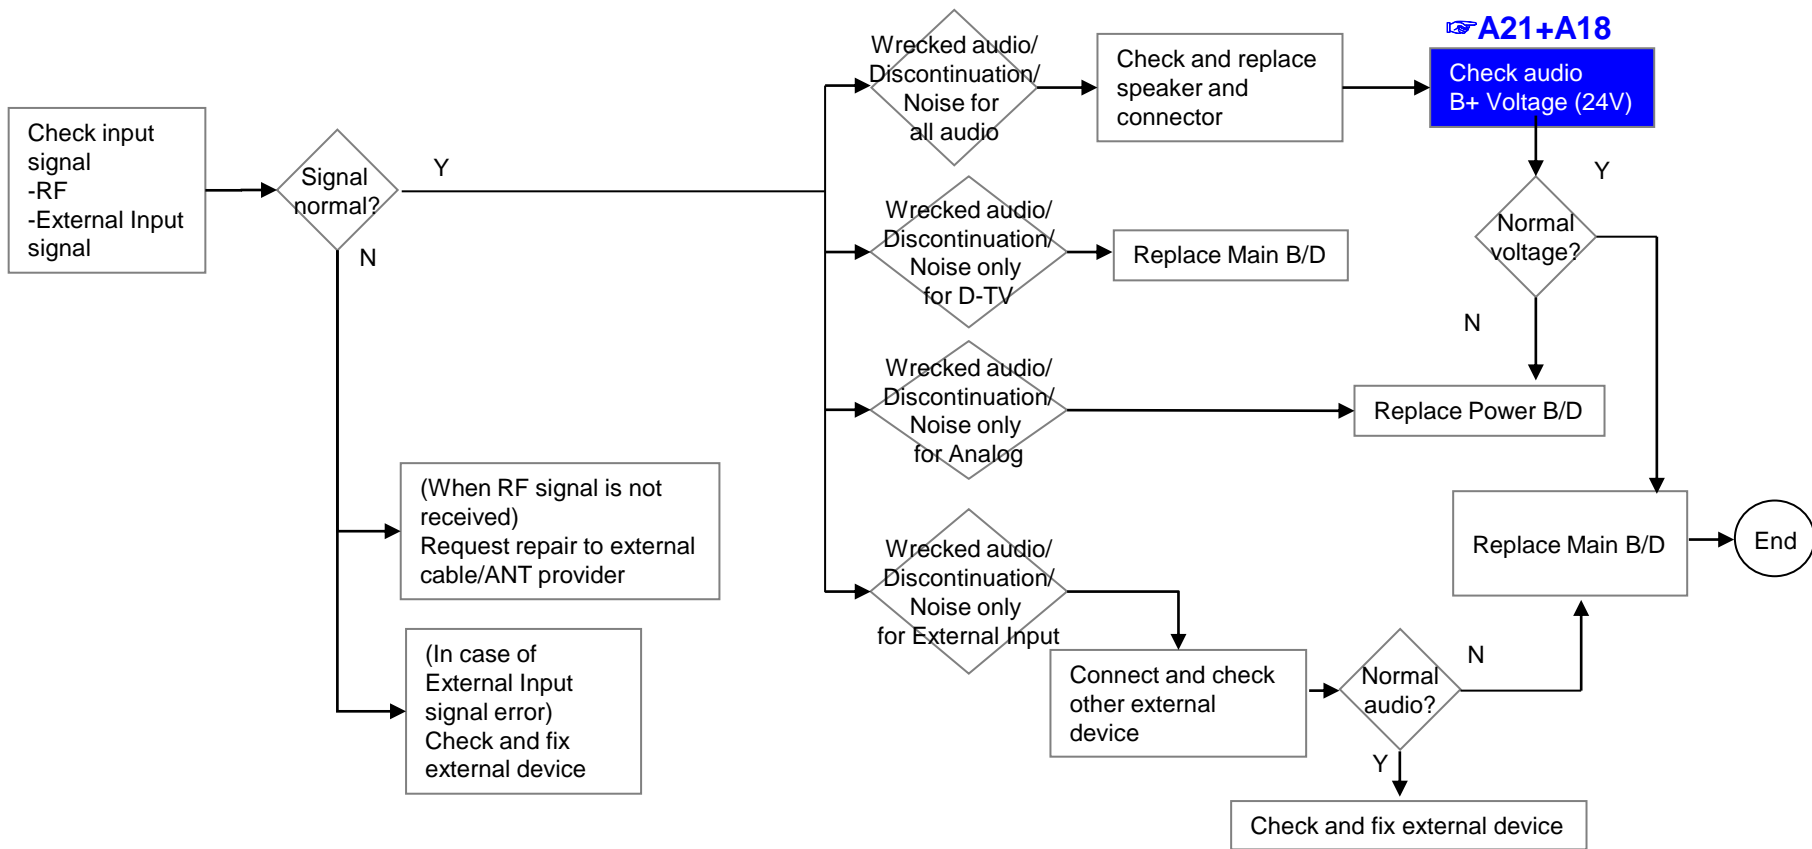 Check input
signal
-RF
-External Input
signal
Signal
normal?
Y
N
(When RF signal is not
received)
Request repair to external
cable/ANT provider
(In case of
External Input
signal error)
Check and fix
external device
Wrecked audio/
Discontinuation/
Noise for
all audio
Check and replace
speaker and
connector
☞A21+A18
Check audio
B+ Voltage (24V)
Y
Normal
voltage?
N
Wrecked audio/
Discontinuation/
Noise only
for D-TV
Replace Main B/D
Wrecked audio/
Discontinuation/
Noise only
for Analog
Replace Power B/D
Wrecked audio/
Discontinuation/
Noise only
for External Input
Connect and check
other external
device
Normal
audio?
N
Y
Replace Main B/D
End
Check and fix external device